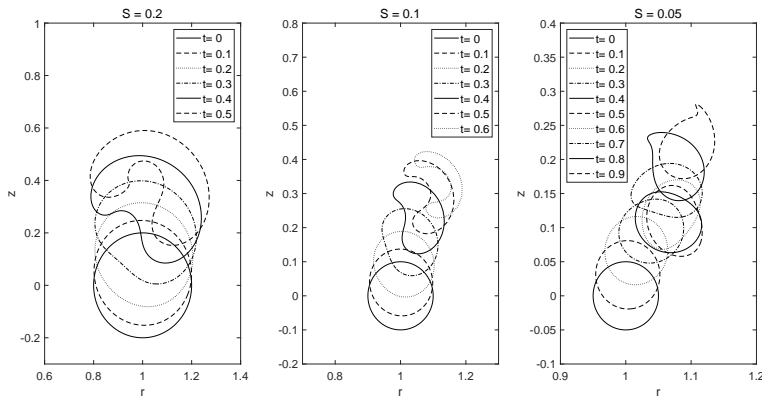 S = 0.2
1
0.8
0.6
0.4
0.2
0
-0.2
z
0.6
0.8
1
1.2
1.4
r
t= 0
t= 0.1
t= 0.2
t= 0.3
t= 0.4
t= 0.5
S = 0.1
0.8
0.7
0.6
0.5
0.4
0.3
0.2
0.1
0
-0.1
-0.2
z
0.8
1
1.2
r
t= 0
t= 0.1
t= 0.2
t= 0.3
t= 0.4
t= 0.5
t= 0.6
S = 0.05
0.4
0.35
0.3
0.25
0.2
0.15
0.1
0.05
0
-0.05
-0.1
z
0.9
1
1.1
1.2
r
t= 0
t= 0.1
t= 0.2
t= 0.3
t= 0.4
t= 0.5
t= 0.6
t= 0.7
t= 0.8
t= 0.9